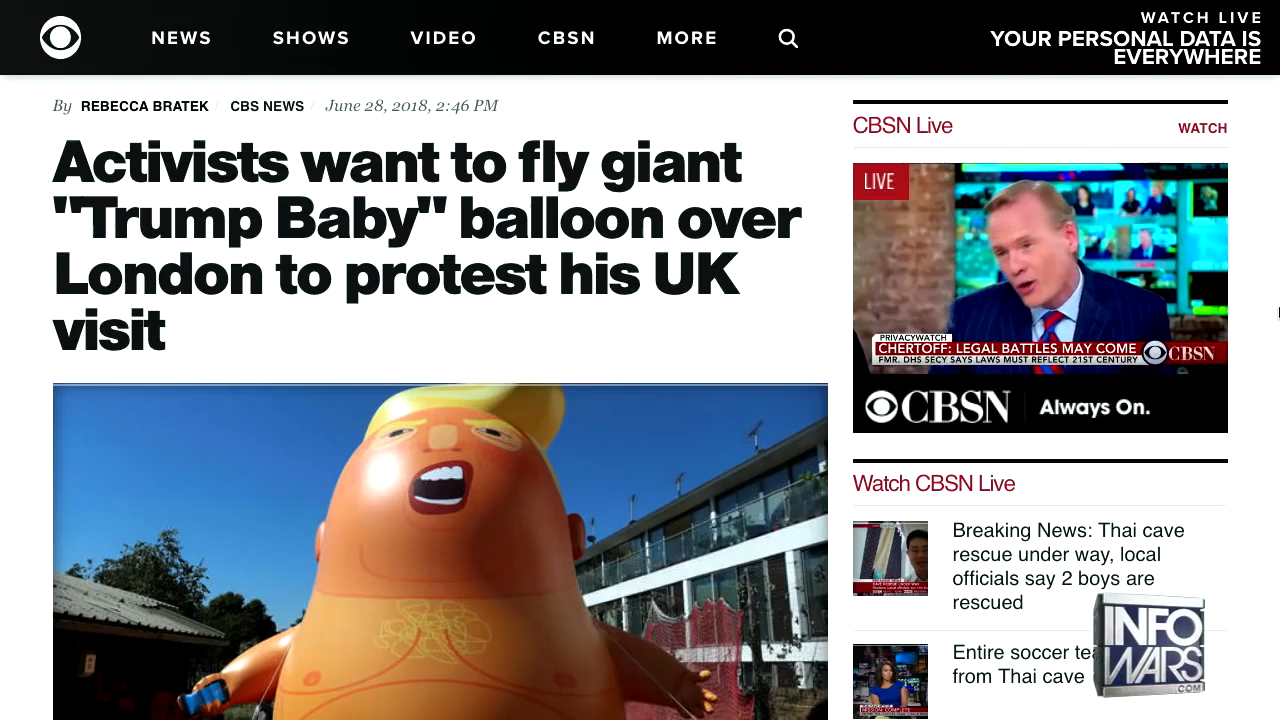 NEWS SHOWS VIDEO CBSN MORE
WATCH LIVE
YOUR PERSONAL DATA IS
EVERYWHERE
By REBECCA BRATEK / CBS NEWS / June 28, 2018, 2:46 PM
Activists want to fly giant
"Trump Baby" balloon over
London to protest his UK
visit
CBSN Live WATCH
LIVE
PRIVACYWATCH
CHERTOFF: LEGAL BATTLES MAY COME
FMR. DHS SECY SAYS LAWS MUST REFLECT 21ST CENTURY
CBSN
CBSN Always On.
Watch CBSN Live
Breaking News: Thai cave
rescue under way, local
officials say 2 boys are
rescued
Entire soccer
from Thai cave
INFO
WARS
.COM
MISSION: COMPLETE